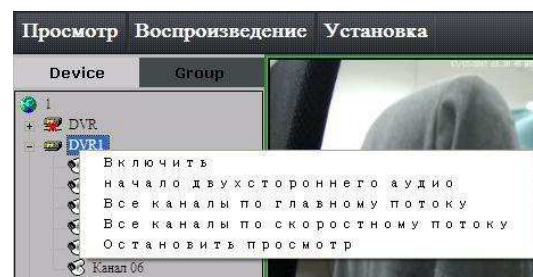 Просмотр Воспроизведение Установка
Device Group
1
DVR
DVR1
Включить
начало двухстороннего аудио
Все каналы по главному потоку
Все каналы по скоростному потоку
Остановить просмотр
Канал 06